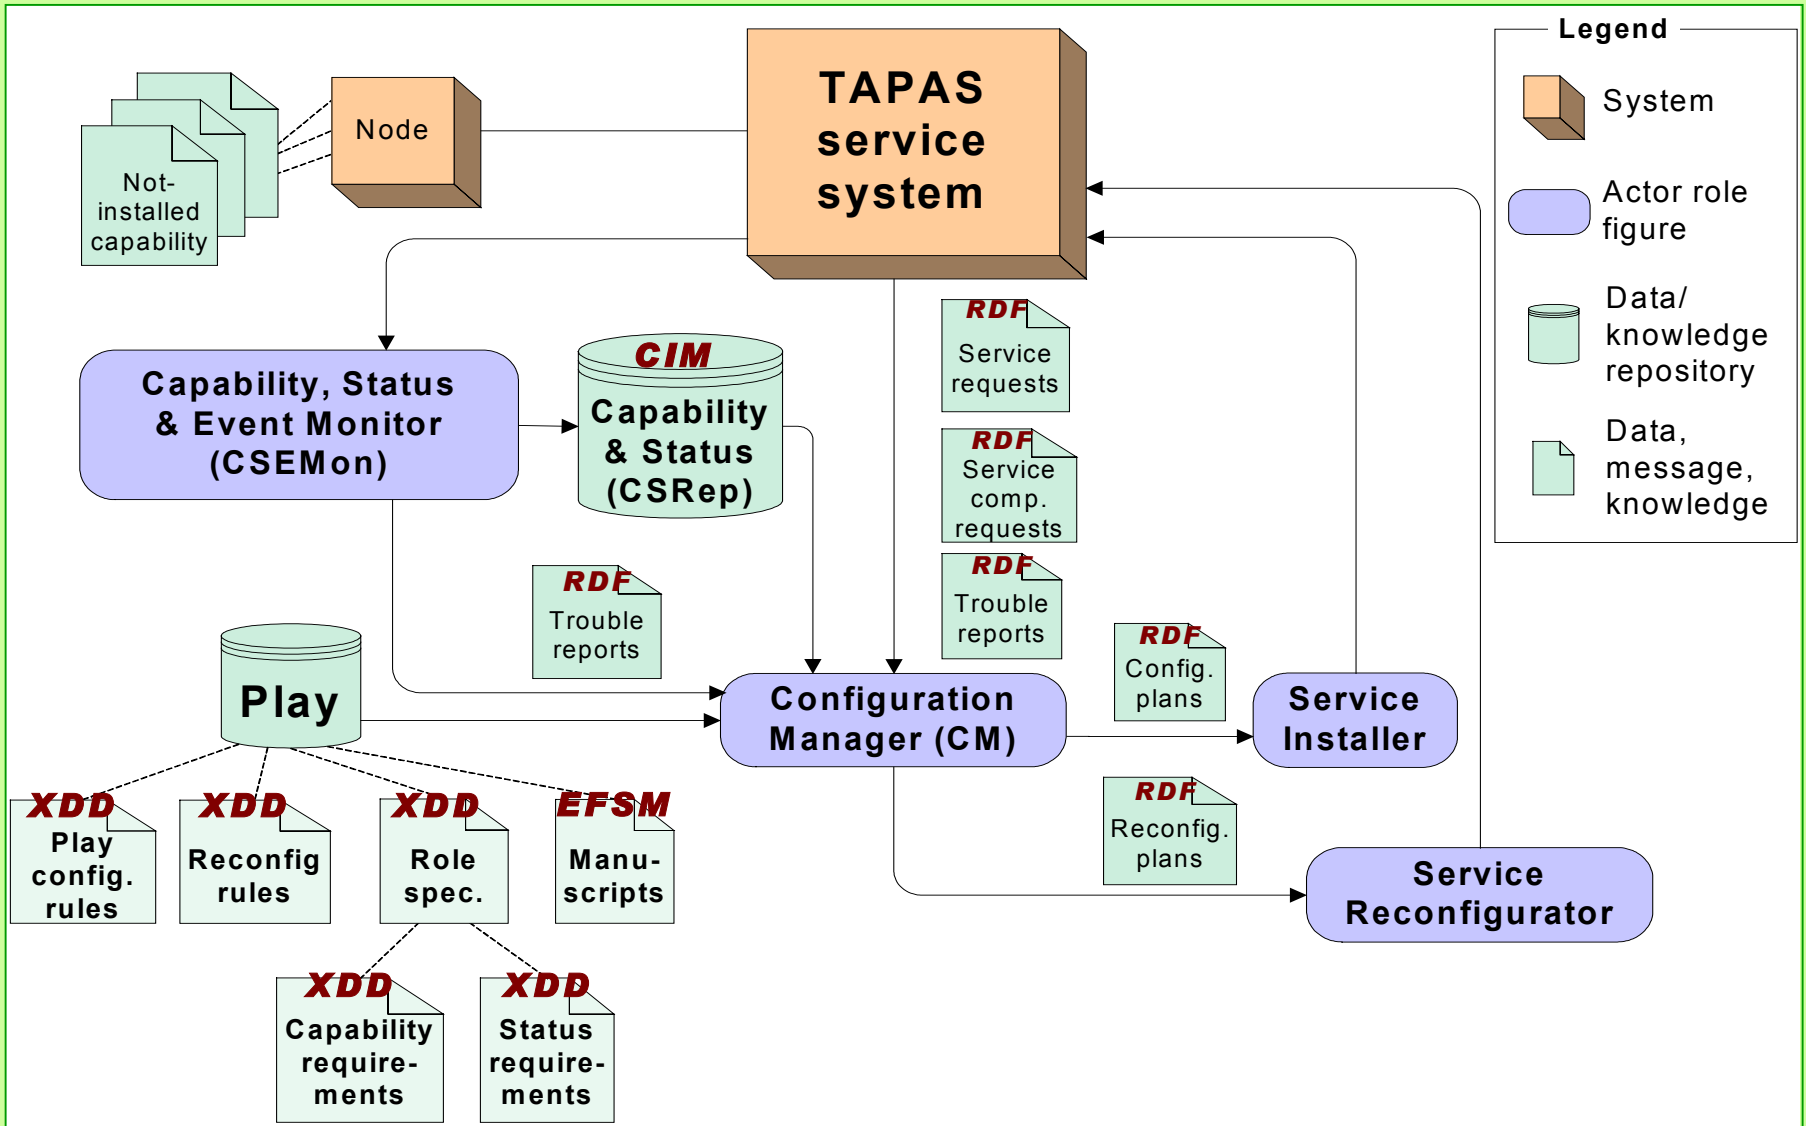 TAPAS
service
system
Node
Not-
installed
capability
Legend
System
Actor role
figure
Data/
knowledge
repository
Data,
message,
knowledge
RDF
Service
requests
CIM
Capability
& Status
(CSRep)
Capability, Status
& Event Monitor
(CSEMon)
RDF
Service
comp.
requests
RDF
Trouble
reports
RDF
Trouble
reports
Play
Configuration
Manager (CM)
RDF
Config.
plans
Service
Installer
RDF
Reconfig.
plans
Service
Reconfigurator
XDD
Play
config.
rules
XDD
Reconfig
rules
XDD
Role
spec.
EFSM
Manu-
scripts
XDD
Capability
require-
ments
XDD
Status
require-
ments